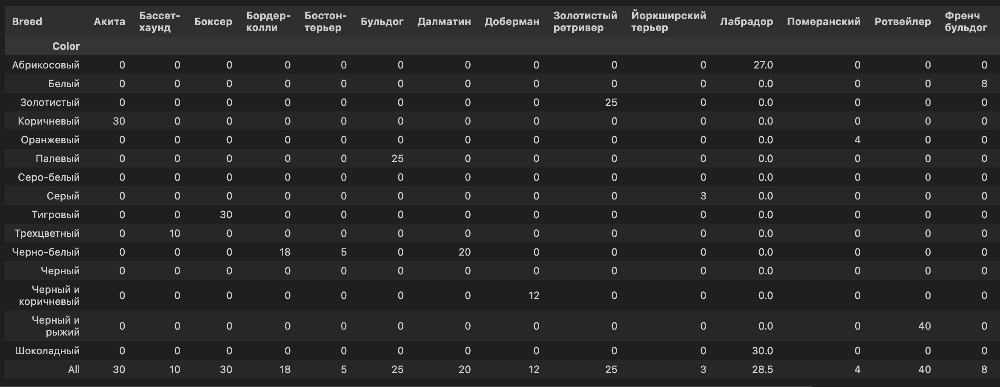 Breed Акита Бассет-хаунд Боксер Бордер-колли Бостон-терьер Бульдог Далматин Доберман Золотистый ретривер Йоркширский терьер Лабрадор Померанский Ротвейлер Френч бульдог
Color
Абрикосовый 0 0 0 0 0 0 0 0 0 0 27.0 0 0 0
Белый 0 0 0 0 0 0 0 0 0 0 0.0 0 0 8
Золотистый 0 0 0 0 0 0 0 0 25 0 0.0 0 0 0
Коричневый 30 0 0 0 0 0 0 0 0 0 0.0 0 0 0
Оранжевый 0 0 0 0 0 0 0 0 0 0 0.0 4 0 0
Палевый 0 0 0 0 0 25 0 0 0 0 0.0 0 0 0
Серо-белый 0 0 0 0 0 0 0 0 0 0 0.0 0 0 0
Серый 0 0 0 0 0 0 0 0 0 3 0.0 0 0 0
Тигровый 0 0 30 0 0 0 0 0 0 0 0.0 0 0 0
Трехцветный 0 10 0 0 0 0 0 0 0 0 0.0 0 0 0
Черно-белый 0 0 0 18 5 0 20 0 0 0 0.0 0 0 0
Черный 0 0 0 0 0 0 0 0 0 0 0.0 0 0 0
Черный и коричневый 0 0 0 0 0 0 0 12 0 0 0.0 0 0 0
Черный и рыжий 0 0 0 0 0 0 0 0 0 0 0.0 0 40 0
Шоколадный 0 0 0 0 0 0 0 0 0 0 30.0 0 0 0
All 30 10 30 18 5 25 20 12 25 3 28.5 4 40 8